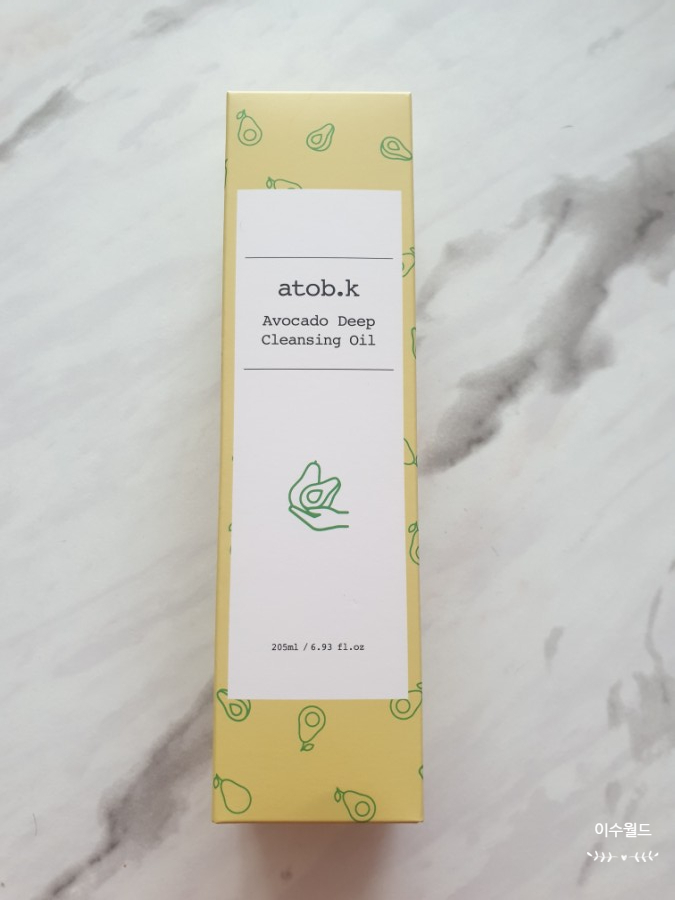 atob.k
Avocado Deep
Cleansing Oil
205ml / 6.93 fl.oz
이수월드